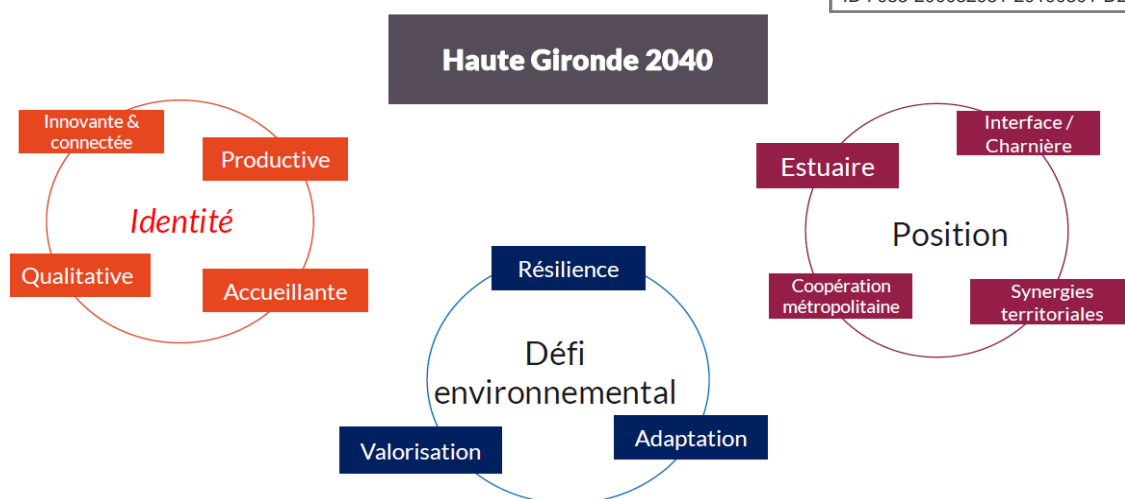 Haute Gironde 2040
Innovante &
connectée
Productive
Identité
Qualitative
Accueillante
Résilience
Défi
environnemental
Valorisation
Adaptation
Interface /
Charnière
Estuaire
Position
Coopération
métropolitaine
Synergies
territoriales